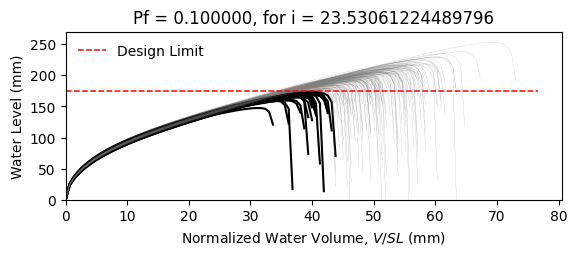 Pf = 0.100000, for i = 23.53061224489796
Design Limit
Water Level (mm)
250
200
150
100
50
0
0 10 20 30 40 50 60 70 80
Normalized Water Volume, V/SL (mm)